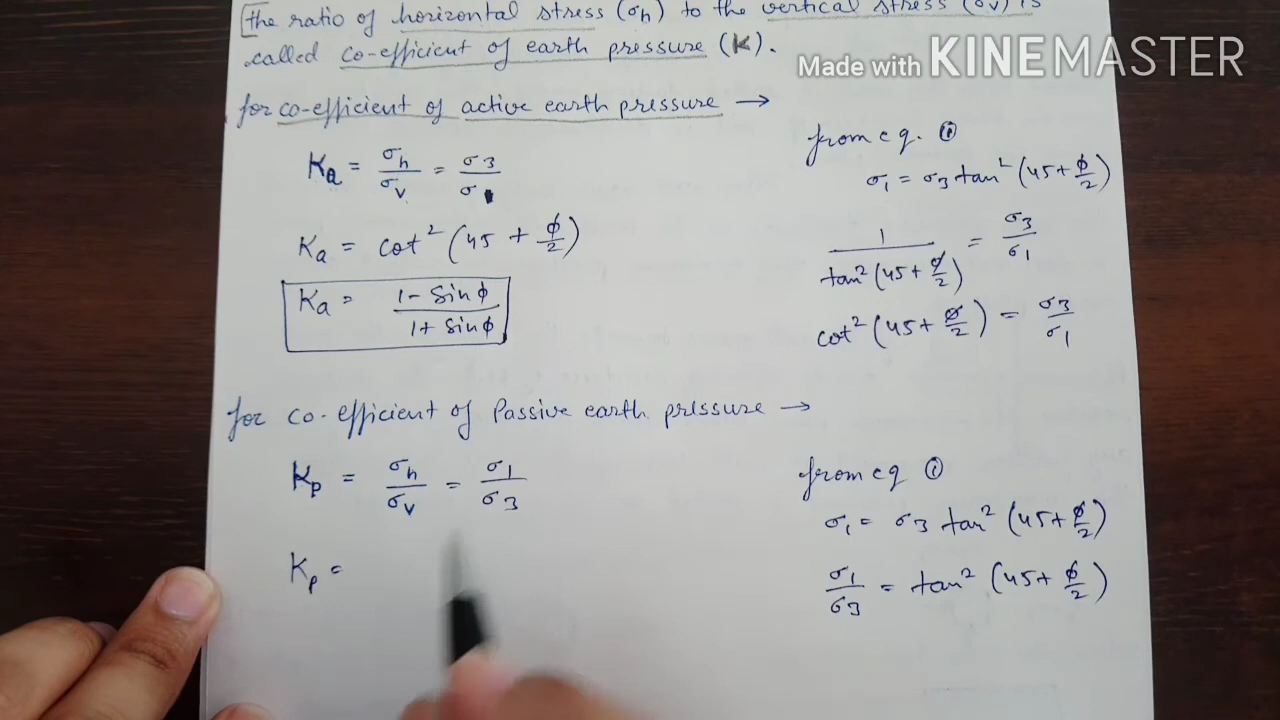 the ratio of horizontal stress (σh) to the vertical stress (σv) is
called co-efficient of earth pressure (K).
Made with KINEMASTER
for co-efficient of active earth pressure →
Ka = σh/σv = σ3/σ
Ka = cot² (45 + ϕ/2)
Ka = 1 - Sinϕ / 1 + Sinϕ
from eq. ①
σ1 = σ3 tan² (45 + ϕ/2)
1 / tan² (45 + ϕ/2) = σ3/σ1
cot² (45 + ϕ/2) = σ3/σ1
for co-efficient of Passive earth pressure →
Kp = σh/σv = σ1/σ3
Kp =
from eq ①
σ1 = σ3 tan² (45 + ϕ/2)
σ1/σ3 = tan² (45 + ϕ/2)